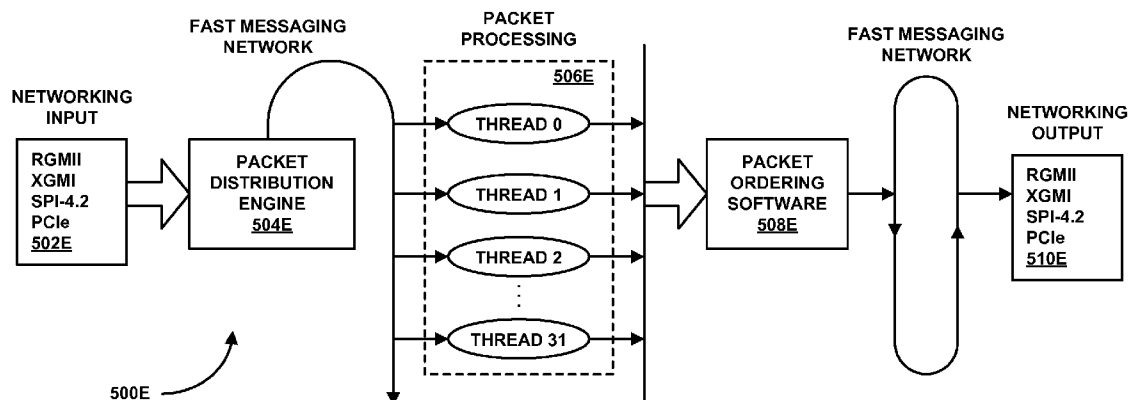 FAST MESSAGING
NETWORK
PACKET
PROCESSING
FAST MESSAGING
NETWORK
NETWORKING
INPUT
RGMII
XGMI
SPI-4.2
PCIe
502E
PACKET
DISTRIBUTION
ENGINE
504E
506E
THREAD 0
THREAD 1
THREAD 2
THREAD 31
PACKET
ORDERING
SOFTWARE
508E
NETWORKING
OUTPUT
RGMII
XGMI
SPI-4.2
PCIe
510E
500E